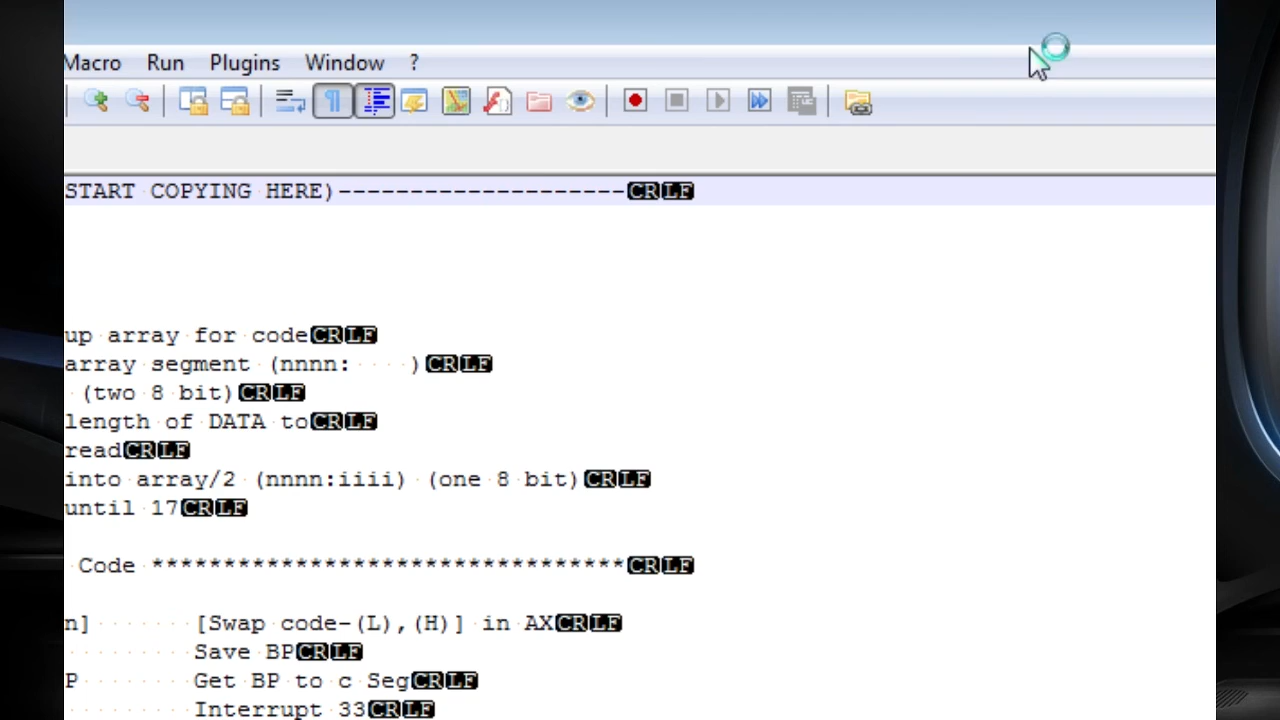 Macro Run Plugins Window ?
START COPYING HERE)--------------------CRLF
up array for codeCRLF
array segment (nnnn:    )CRLF
(two 8 bit)CRLF
length of DATA toCRLF
readCRLF
into array/2 (nnnn:iiii) (one 8 bit)CRLF
until 17CRLF
Code *********************************CRLF
n]       [Swap code-(L),(H)] in AXCRLF
Save BPCRLF
P        Get BP to c SegCRLF
Interrupt 33CRLF